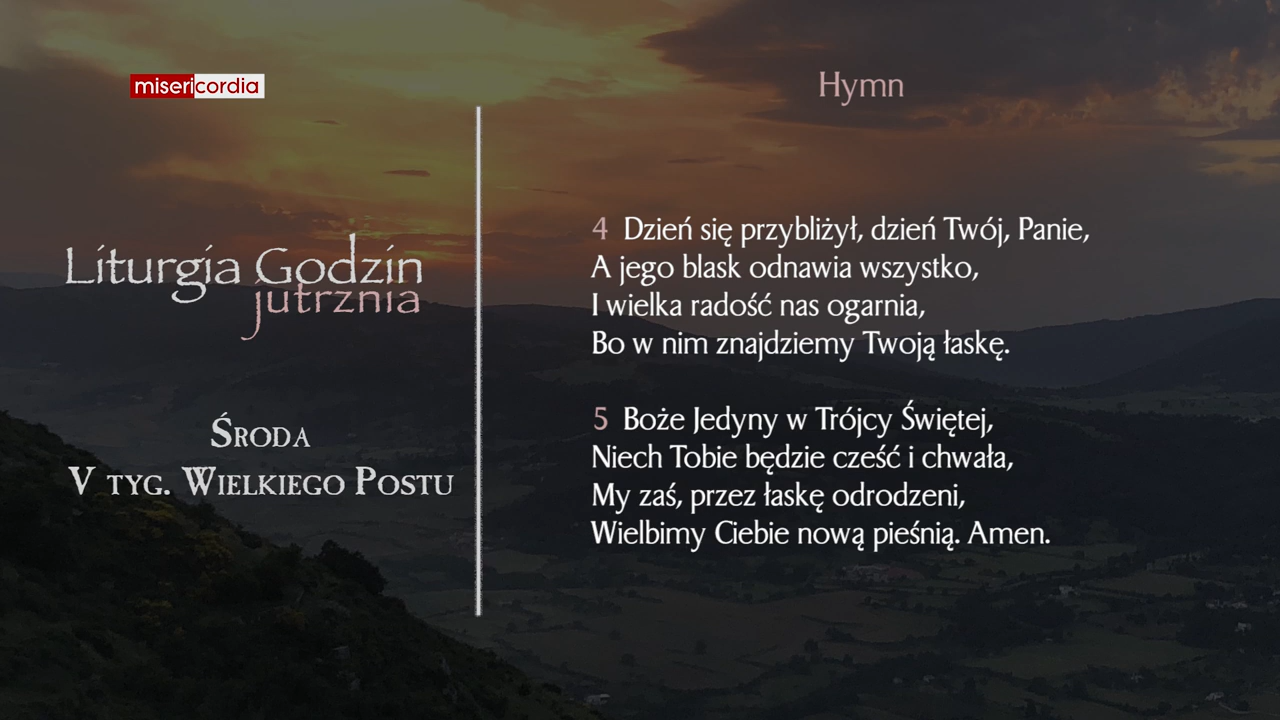 misericordia
Liturgia Godzin
jutrznia
Środa
V tyg. Wielkiego Postu
Hymn
4 Dzień się przybliżył, dzień Twój, Panie,
A jego blask odnawia wszystko,
I wielka radość nas ogarnia,
Bo w nim znajdziemy Twoją łaskę.
5 Boże Jedyny w Trójcy Świętej,
Niech Tobie będzie cześć i chwała,
My zaś, przez łaskę odrodzeni,
Wielbimy Ciebie nową pieśnią. Amen.